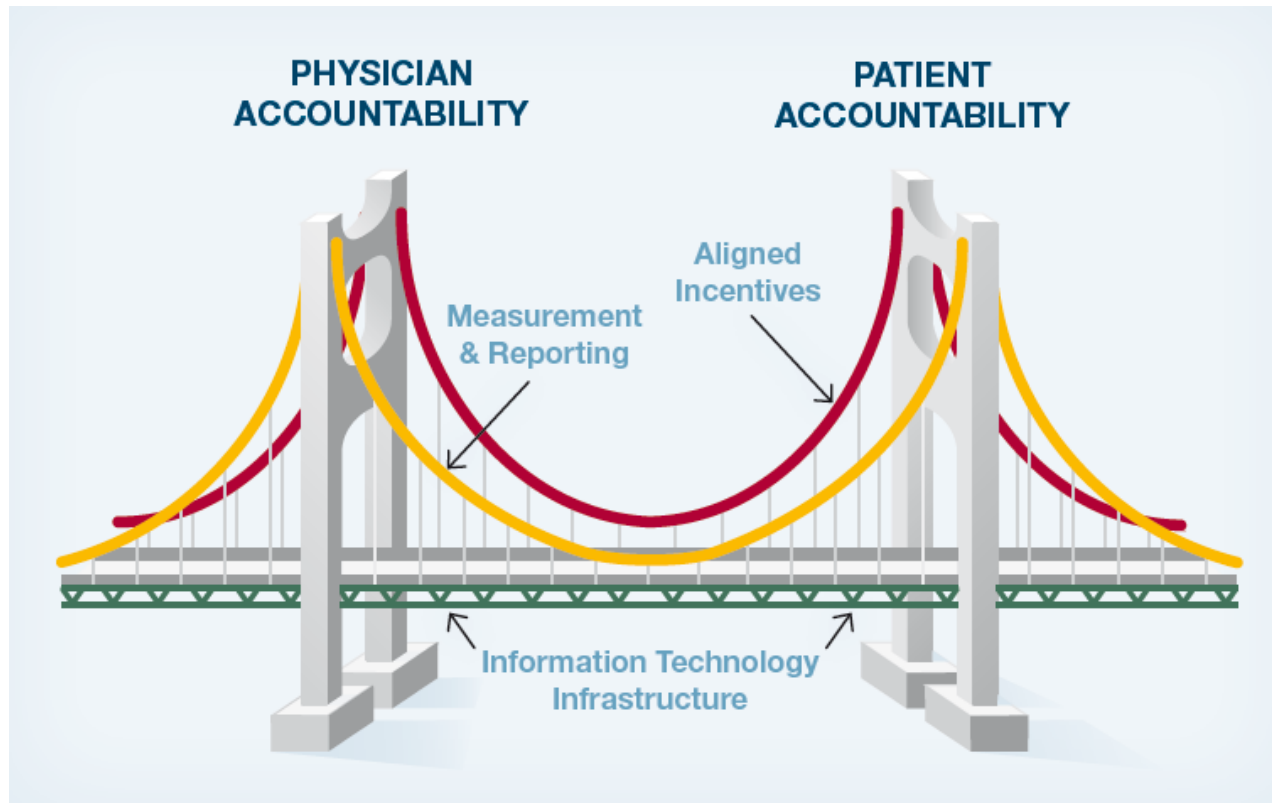 PHYSICIAN
ACCOUNTABILITY
PATIENT
ACCOUNTABILITY
Aligned
Incentives
Measurement
& Reporting
Information Technology
Infrastructure